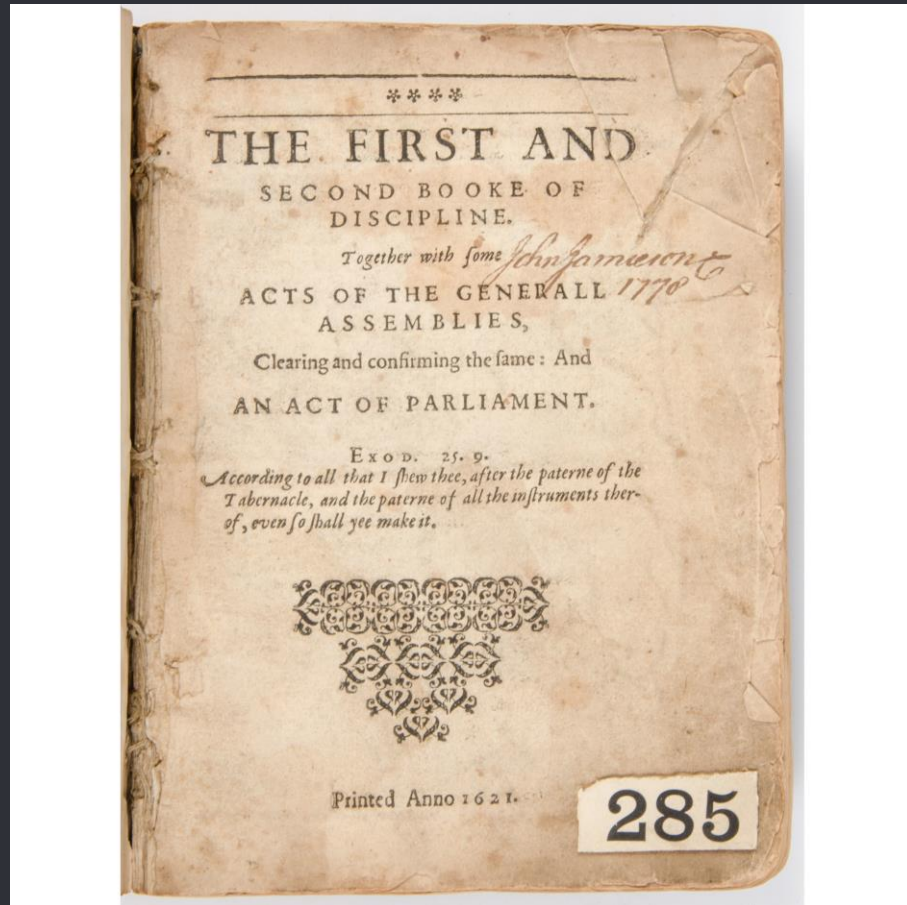 ****
THE FIRST AND
SECOND BOOKE OF
DISCIPLINE.
Together with ſome John Jamieson
1778
ACTS OF THE GENERALL
ASSEMBLIES,
Clearing and confirming the ſame : And
AN ACT OF PARLIAMENT.
EXOD. 25. 9.
According to all that I ſhew thee, after the paterne of the
Tabernacle, and the paterne of all the inſtruments ther-
of, even ſo ſhall yee make it.
Printed Anno 1621.
285